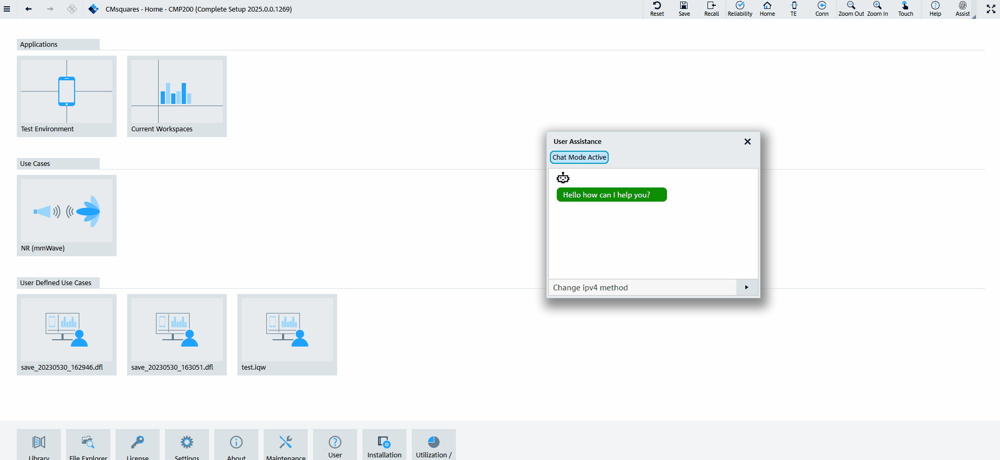 CMsquares - Home - CMP200 (Complete Setup 2025.0.0.1269)
Reset
Save
Recall
Reliability
Home
TE
Conn
Zoom Out
Zoom In
Touch
Help
Assist
Applications
Test Environment
Current Workspaces
User Assistance
Chat Mode Active
Hello how can I help you?
Change ipv4 method
Use Cases
NR (mmWave)
User Defined Use Cases
save_20230530_162946.dfl
save_20230530_163051.dfl
test.iqw
Library
File Explorer
License
Settings
About
Maintenance
User
Installation
Utilization /